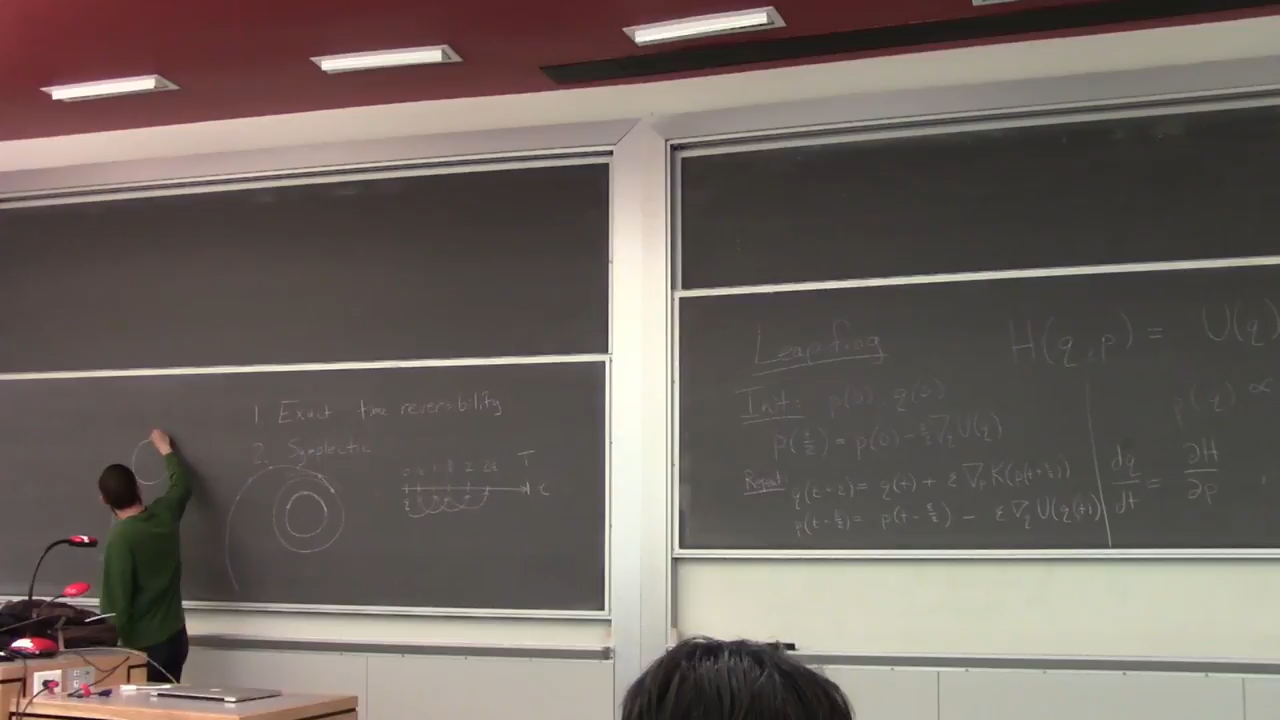 1. Exact time reversibility
2. Symplectic
T
t
Leapfrog
H(q,p) = U(q)
Init: p(0), q(0)
p(ε/2) = p(0) - ε/2 ∇q U(q)
p(q) ∝
Repeat: q(t+ε) = q(t) + ε ∇p K(p(t+ε/2))
p(t-ε/2) = p(t-ε/2) - ε ∇q U(q(t))
dq/dt = ∂H/∂p